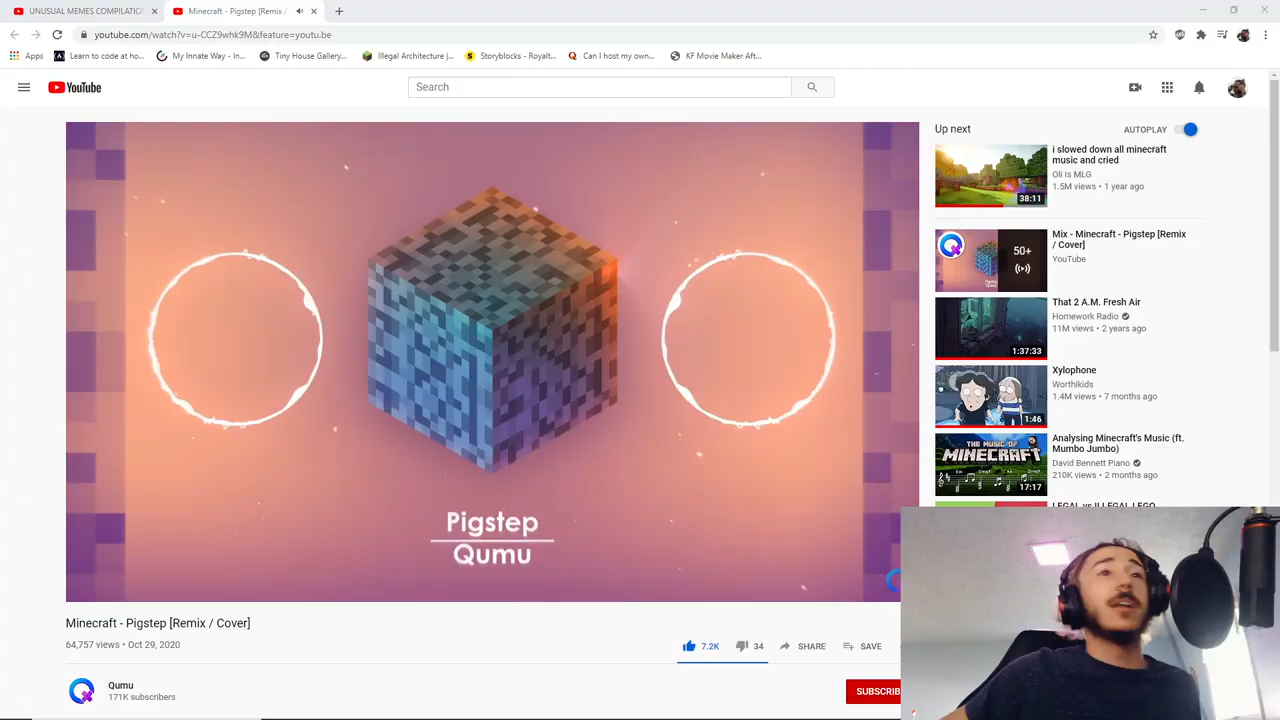 UNUSUAL MEMES COMPILATION
Minecraft - Pigstep [Remix /
youtube.com/watch?v=u-CCZ9whk9M&feature=youtu.be
Apps
Learn to code at ho...
My Innate Way - In...
Tiny House Gallery...
Illegal Architecture |...
Storyblocks - Royalt...
Can I host my own...
KF Movie Maker Aft...
YouTube
Search
Up next
AUTOPLAY
i slowed down all minecraft
music and cried
Oli Is MLG
1.5M views • 1 year ago
38:11
Mix - Minecraft - Pigstep [Remix
/ Cover]
YouTube
50+
That 2 A.M. Fresh Air
Homework Radio
11M views • 2 years ago
1:37:33
Xylophone
Worthikids
1.4M views • 7 months ago
1:46
Analysing Minecraft's Music (ft.
Mumbo Jumbo)
David Bennett Piano
210K views • 2 months ago
THE MUSIC OF
MINECRAFT
17:17
LEGAL vs ILLEGAL LEGO
Pigstep
Qumu
Minecraft - Pigstep [Remix / Cover]
64,757 views • Oct 29, 2020
7.2K
34
SHARE
SAVE
Qumu
171K subscribers
SUBSCRIB